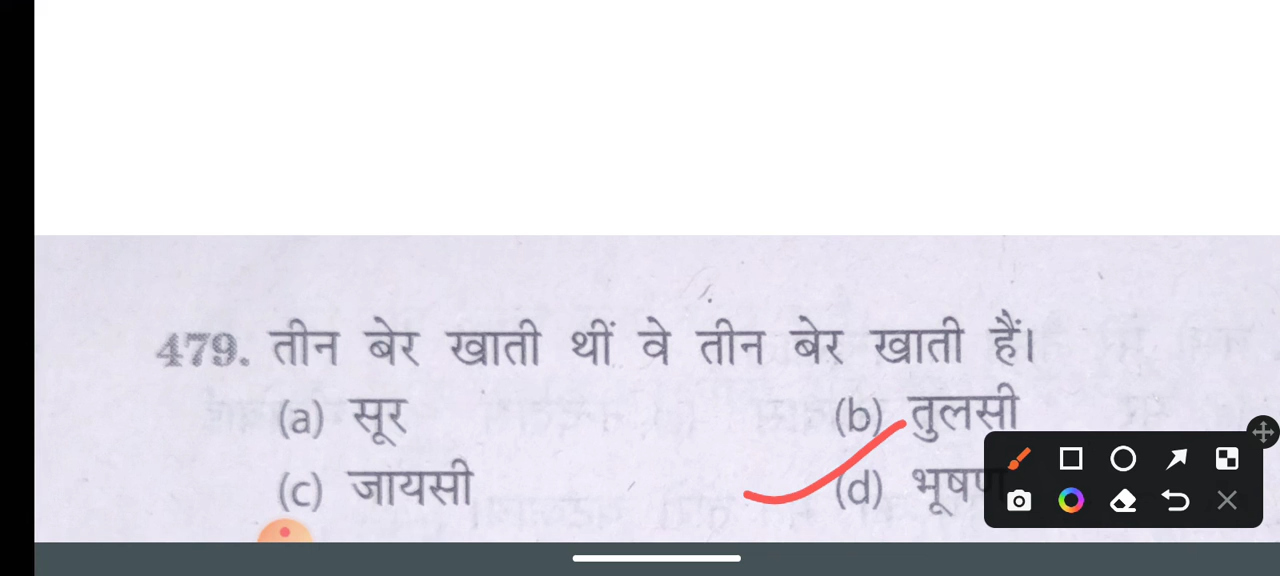 479. तीन बेर खाती थीं वे तीन बेर खाती हैं।
(a) सूर (b) तुलसी
(c) जायसी (d) भूषण